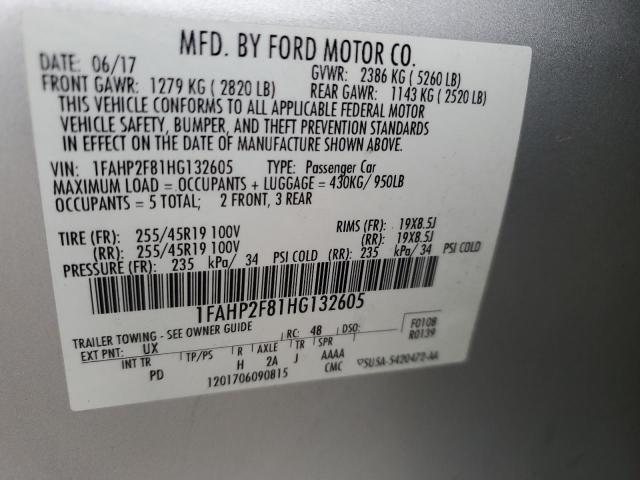 MFD. BY FORD MOTOR CO.
DATE: 06/17 GVWR: 2386 KG ( 5260 LB)
FRONT GAWR: 1279 KG ( 2820 LB) REAR GAWR: 1143 KG ( 2520 LB)
THIS VEHICLE CONFORMS TO ALL APPLICABLE FEDERAL MOTOR
VEHICLE SAFETY, BUMPER, AND THEFT PREVENTION STANDARDS
IN EFFECT ON THE DATE OF MANUFACTURE SHOWN ABOVE.
VIN: 1FAHP2F81HG132605 TYPE: Passenger Car
MAXIMUM LOAD = OCCUPANTS + LUGGAGE = 430KG/ 950LB
OCCUPANTS = 5 TOTAL; 2 FRONT, 3 REAR
TIRE (FR): 255/45R19 100V RIMS (FR): 19X8.5J
(RR): 255/45R19 100V (RR): 19X8.5J
PRESSURE (FR): 235 kPa/ 34 PSI COLD (RR): 235 kPa/ 34 PSI COLD
1FAHP2F81HG132605
TRAILER TOWING - SEE OWNER GUIDE RC: 48 DSO: F0108
EXT PNT: UX R0139
INT TR TP/PS R AXLE TR SPR
PD H 2A J AAAA
1201706090815 CMC ▽SU5A-5420472-AA